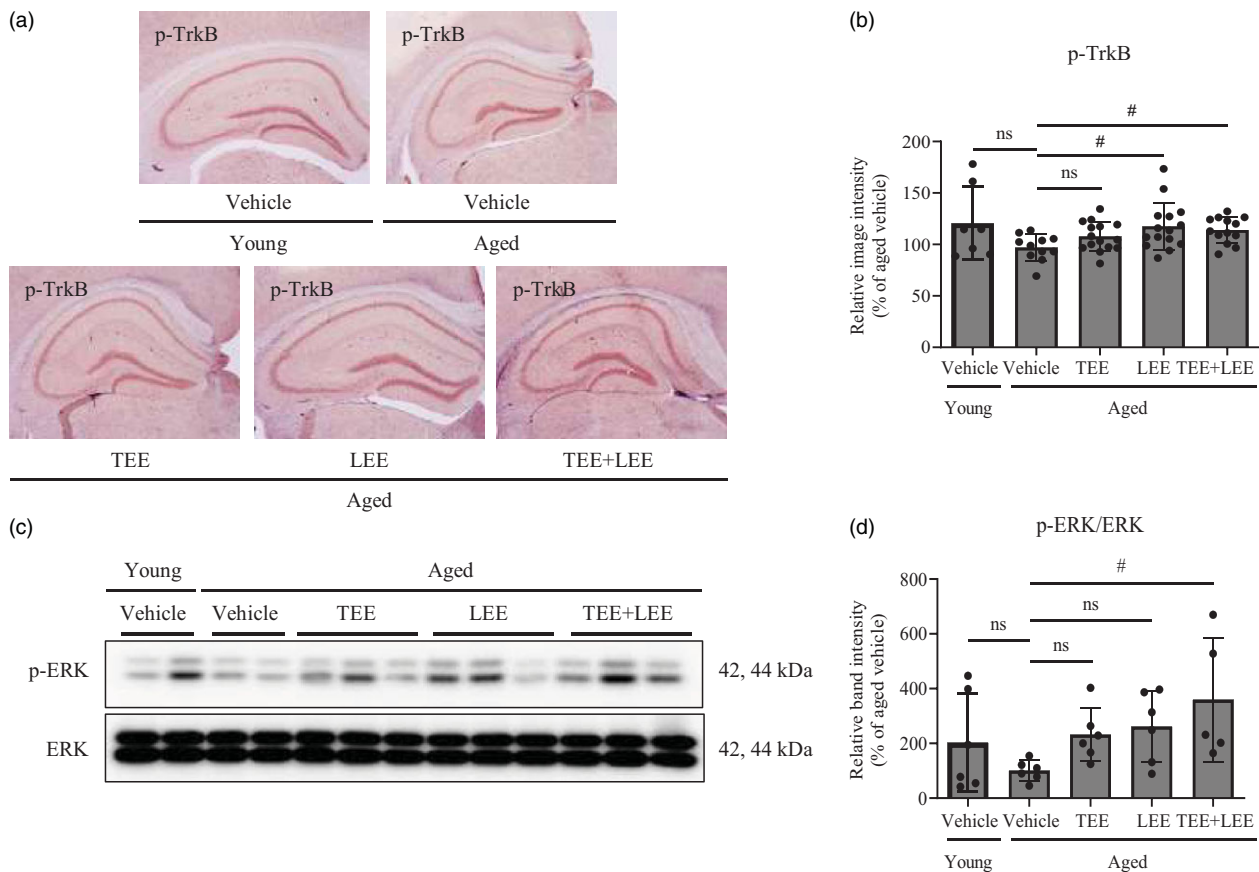 (a)
p-TrkB
p-TrkB
Vehicle
Vehicle
Young
Aged
p-TrkB
p-TrkB
p-TrkB
TEE
LEE
TEE+LEE
Aged
(b)
p-TrkB
Relative image intensity
(% of aged vehicle)
200
150
100
50
0
ns
#
#
ns
Vehicle Vehicle TEE LEE TEE+LEE
Young Aged
(c)
Young Aged
Vehicle Vehicle TEE LEE TEE+LEE
p-ERK 42, 44 kDa
ERK 42, 44 kDa
(d)
p-ERK/ERK
Relative band intensity
(% of aged vehicle)
800
600
400
200
0
#
ns
ns
ns
Vehicle Vehicle TEE LEE TEE+LEE
Young Aged